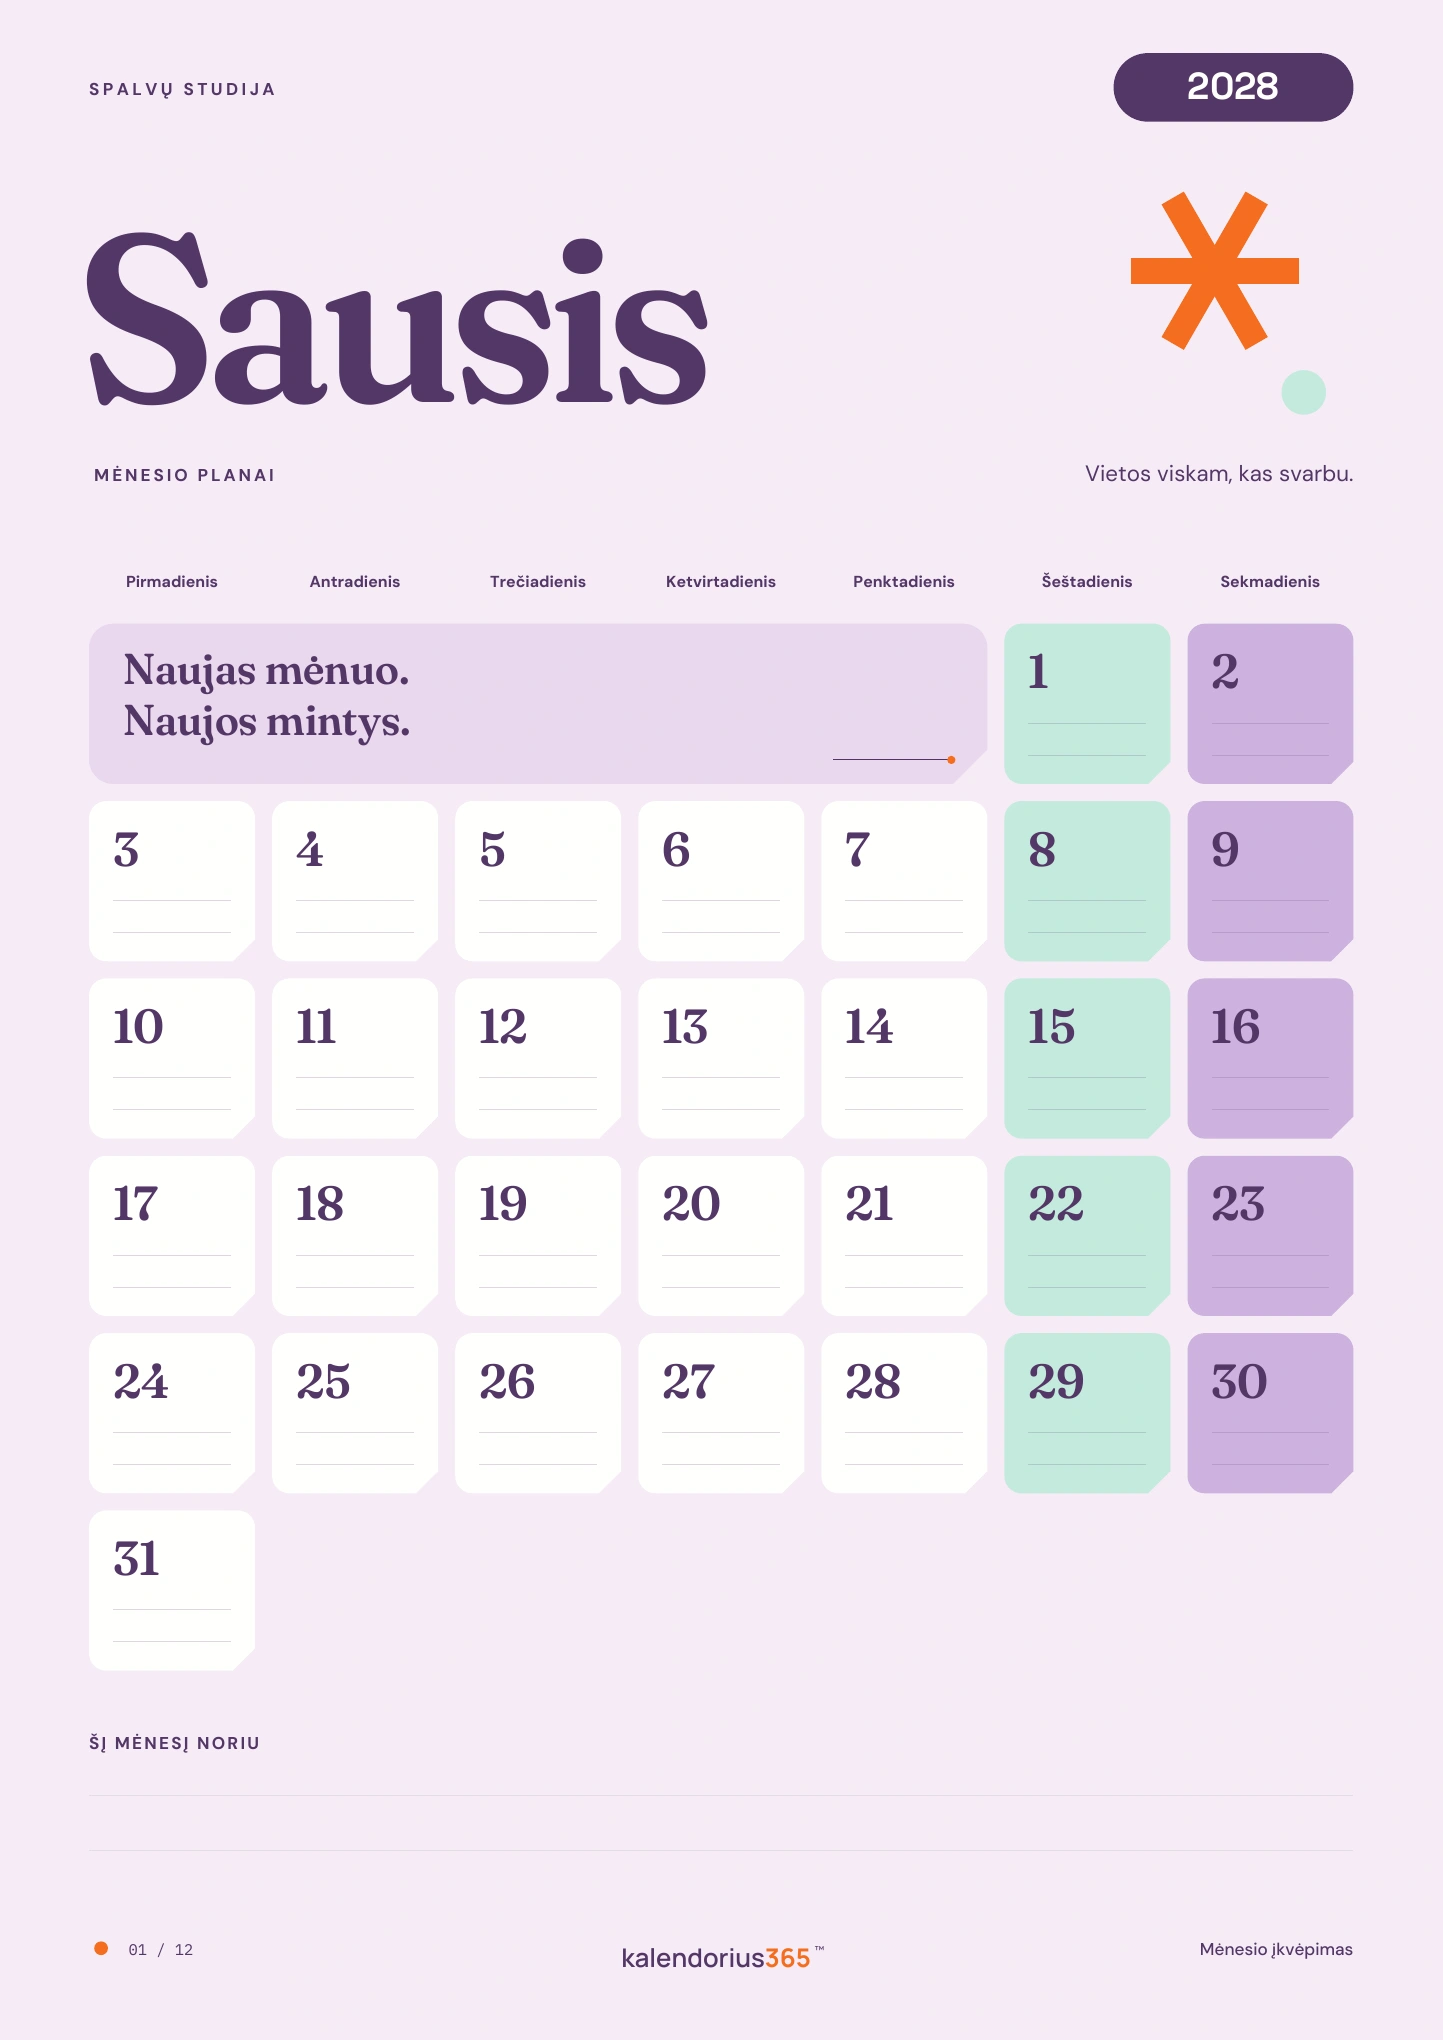 SPALVŲ STUDIJA
2028
Sausis
MĖNESIO PLANAI
Vietos viskam, kas svarbu.
Pirmadienis Antradienis Trečiadienis Ketvirtadienis Penktadienis Šeštadienis Sekmadienis
Naujas mėnuo.
Naujos mintys.
1 2
3 4 5 6 7 8 9
10 11 12 13 14 15 16
17 18 19 20 21 22 23
24 25 26 27 28 29 30
31
ŠĮ MĖNESĮ NORIU
01 / 12
kalendorius365™
Mėnesio įkvėpimas